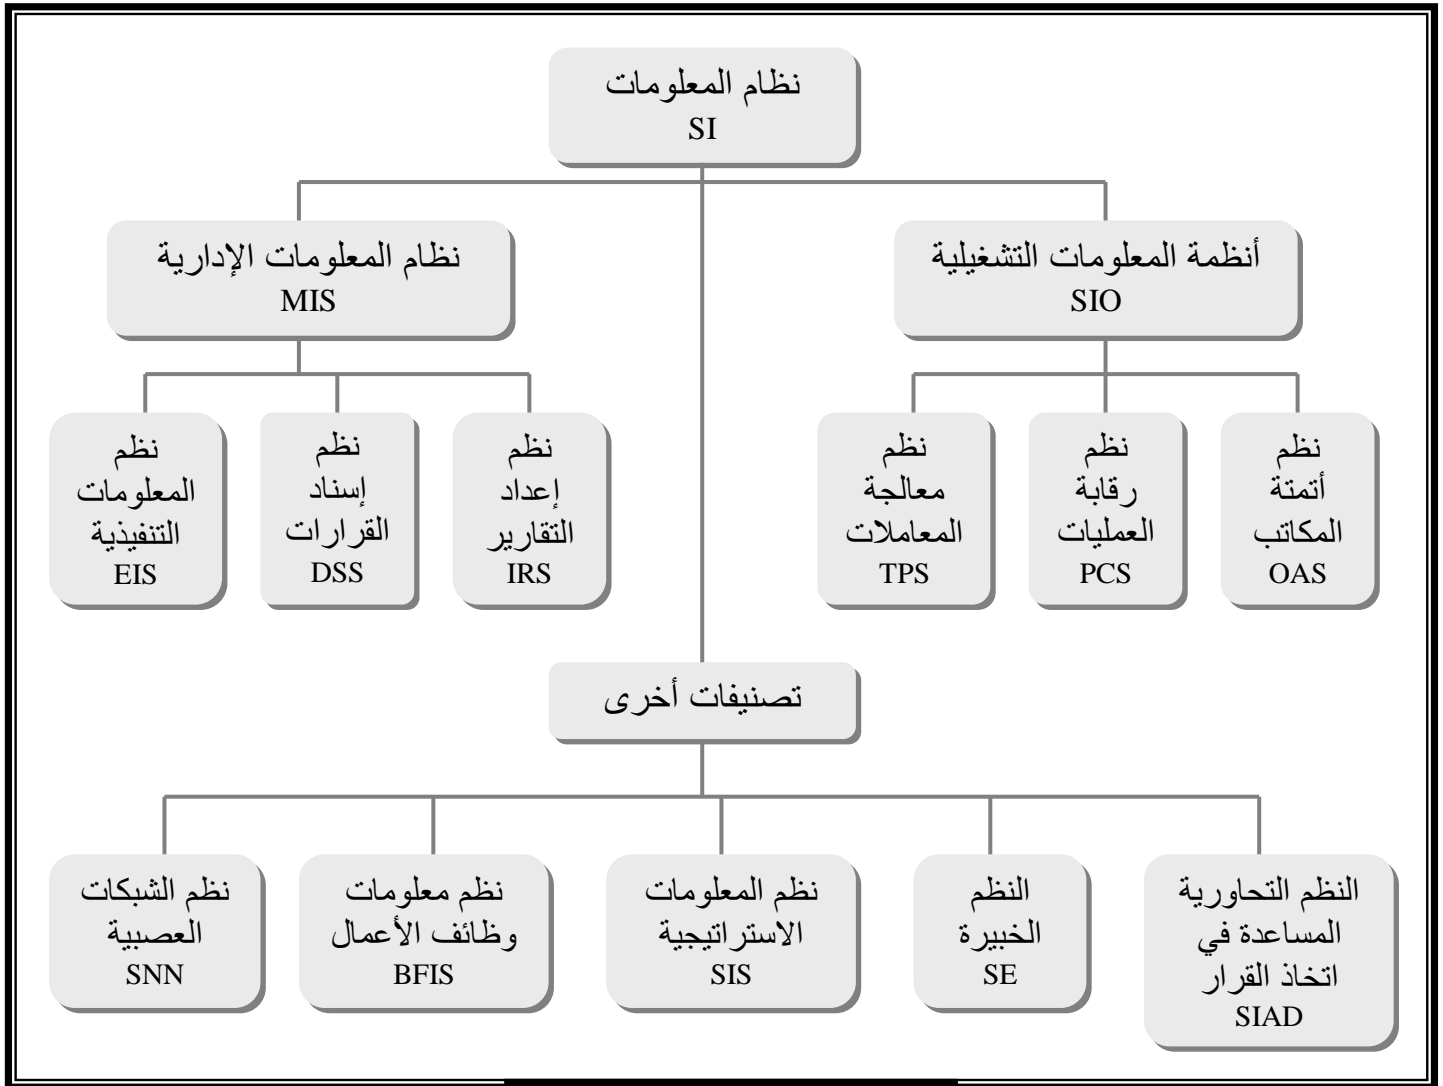 نظام المعلومات
SI
أنظمة المعلومات التشغيلية
SIO
نظام المعلومات الإدارية
MIS
نظم
أتمتة
المكاتب
OAS
نظم
رقابة
العمليات
PCS
نظم
معالجة
المعاملات
TPS
نظم
إعداد
التقارير
IRS
نظم
إسناد
القرارات
DSS
نظم
المعلومات
التنفيذية
EIS
تصنيفات أخرى
النظم التحاورية
المساعدة في
اتخاذ القرار
SIAD
النظم
الخبيرة
SE
نظم المعلومات
الاستراتيجية
SIS
نظم معلومات
وظائف الأعمال
BFIS
نظم الشبكات
العصبية
SNN